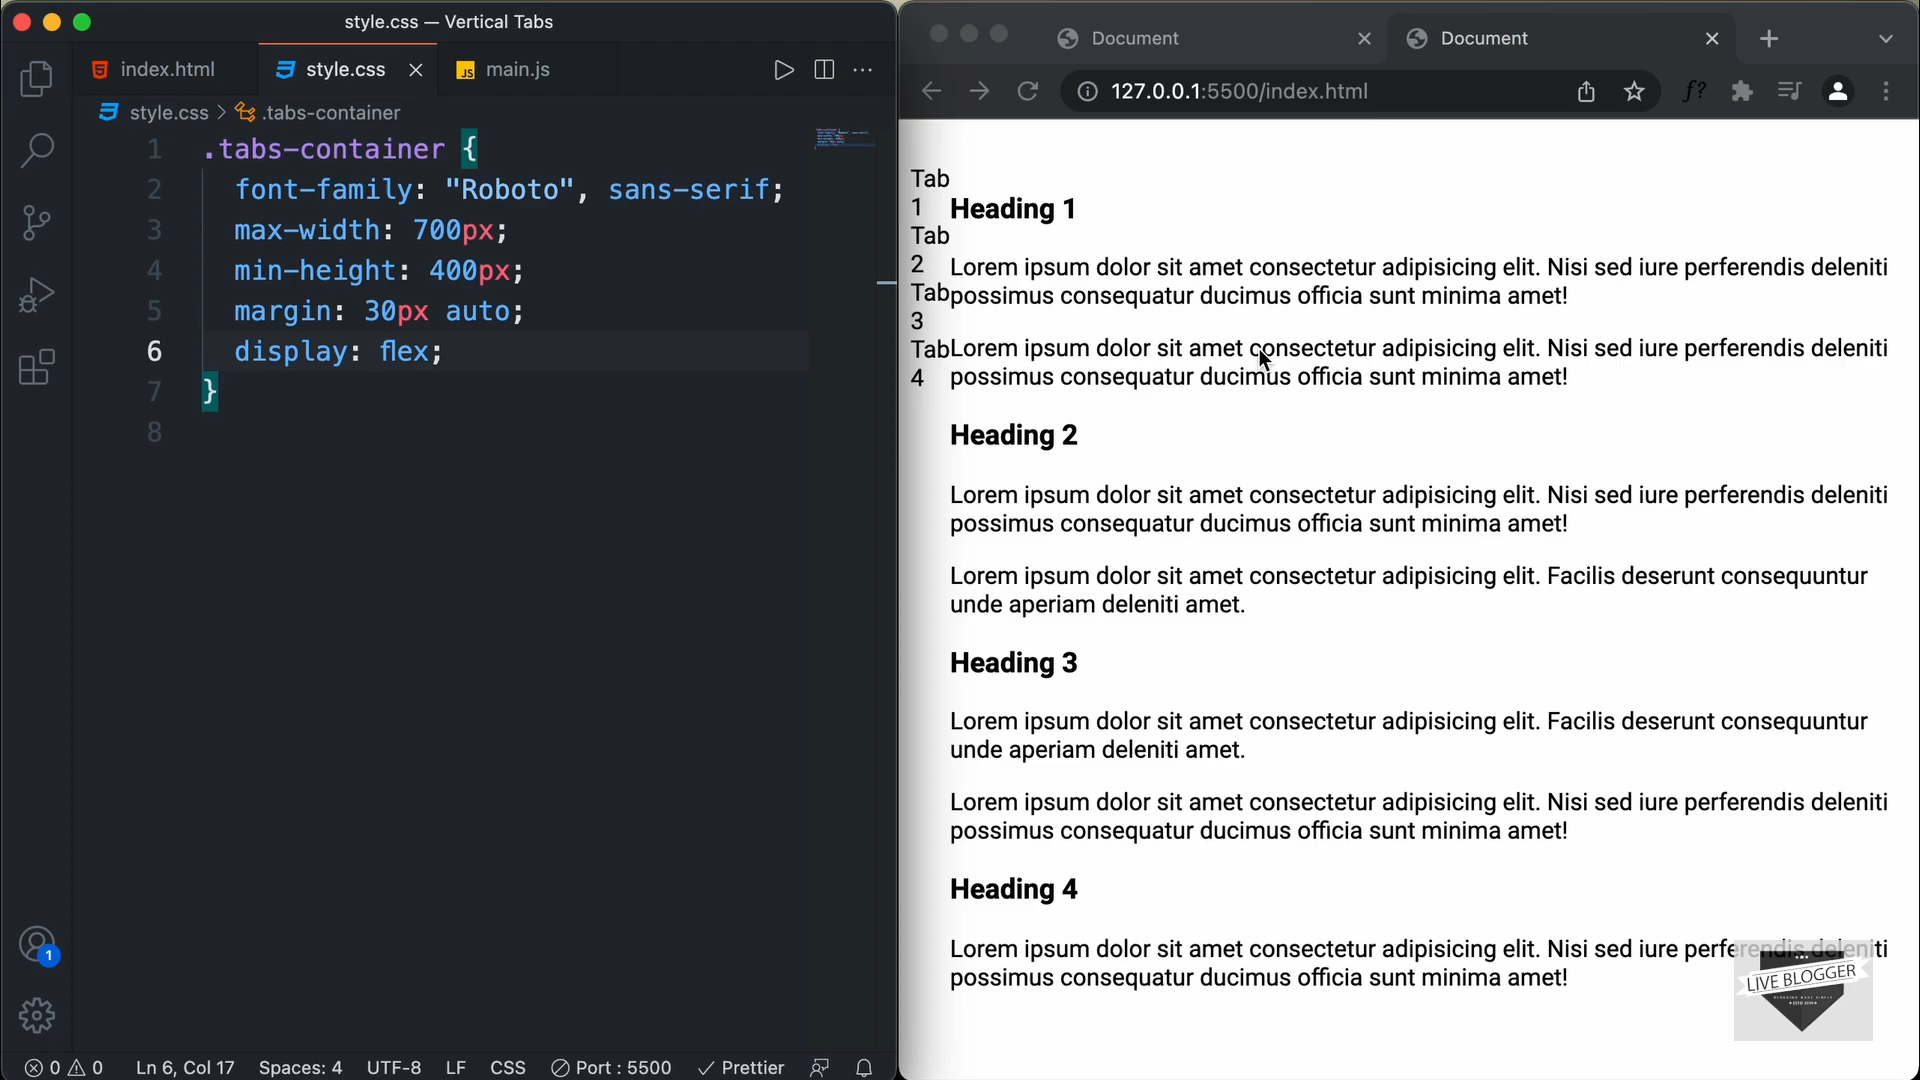 style.css — Vertical Tabs
index.html
style.css
JS main.js
style.css > .tabs-container
1 .tabs-container {
2 font-family: "Roboto", sans-serif;
3 max-width: 700px;
4 min-height: 400px;
5 margin: 30px auto;
6 display: flex;
7 }
8
1
0 0 Ln 6, Col 17 Spaces: 4 UTF-8 LF CSS Port : 5500 Prettier
Document
Document
127.0.0.1:5500/index.html
f?
Tab
1
Tab
2
Tab
3
Tab
4
Heading 1
Lorem ipsum dolor sit amet consectetur adipisicing elit. Nisi sed iure perferendis deleniti
possimus consequatur ducimus officia sunt minima amet!
Lorem ipsum dolor sit amet consectetur adipisicing elit. Nisi sed iure perferendis deleniti
possimus consequatur ducimus officia sunt minima amet!
Heading 2
Lorem ipsum dolor sit amet consectetur adipisicing elit. Nisi sed iure perferendis deleniti
possimus consequatur ducimus officia sunt minima amet!
Lorem ipsum dolor sit amet consectetur adipisicing elit. Facilis deserunt consequuntur
unde aperiam deleniti amet.
Heading 3
Lorem ipsum dolor sit amet consectetur adipisicing elit. Facilis deserunt consequuntur
unde aperiam deleniti amet.
Lorem ipsum dolor sit amet consectetur adipisicing elit. Nisi sed iure perferendis deleniti
possimus consequatur ducimus officia sunt minima amet!
Heading 4
Lorem ipsum dolor sit amet consectetur adipisicing elit. Nisi sed iure perferendis deleniti
possimus consequatur ducimus officia sunt minima amet!
LIVE BLOGGER